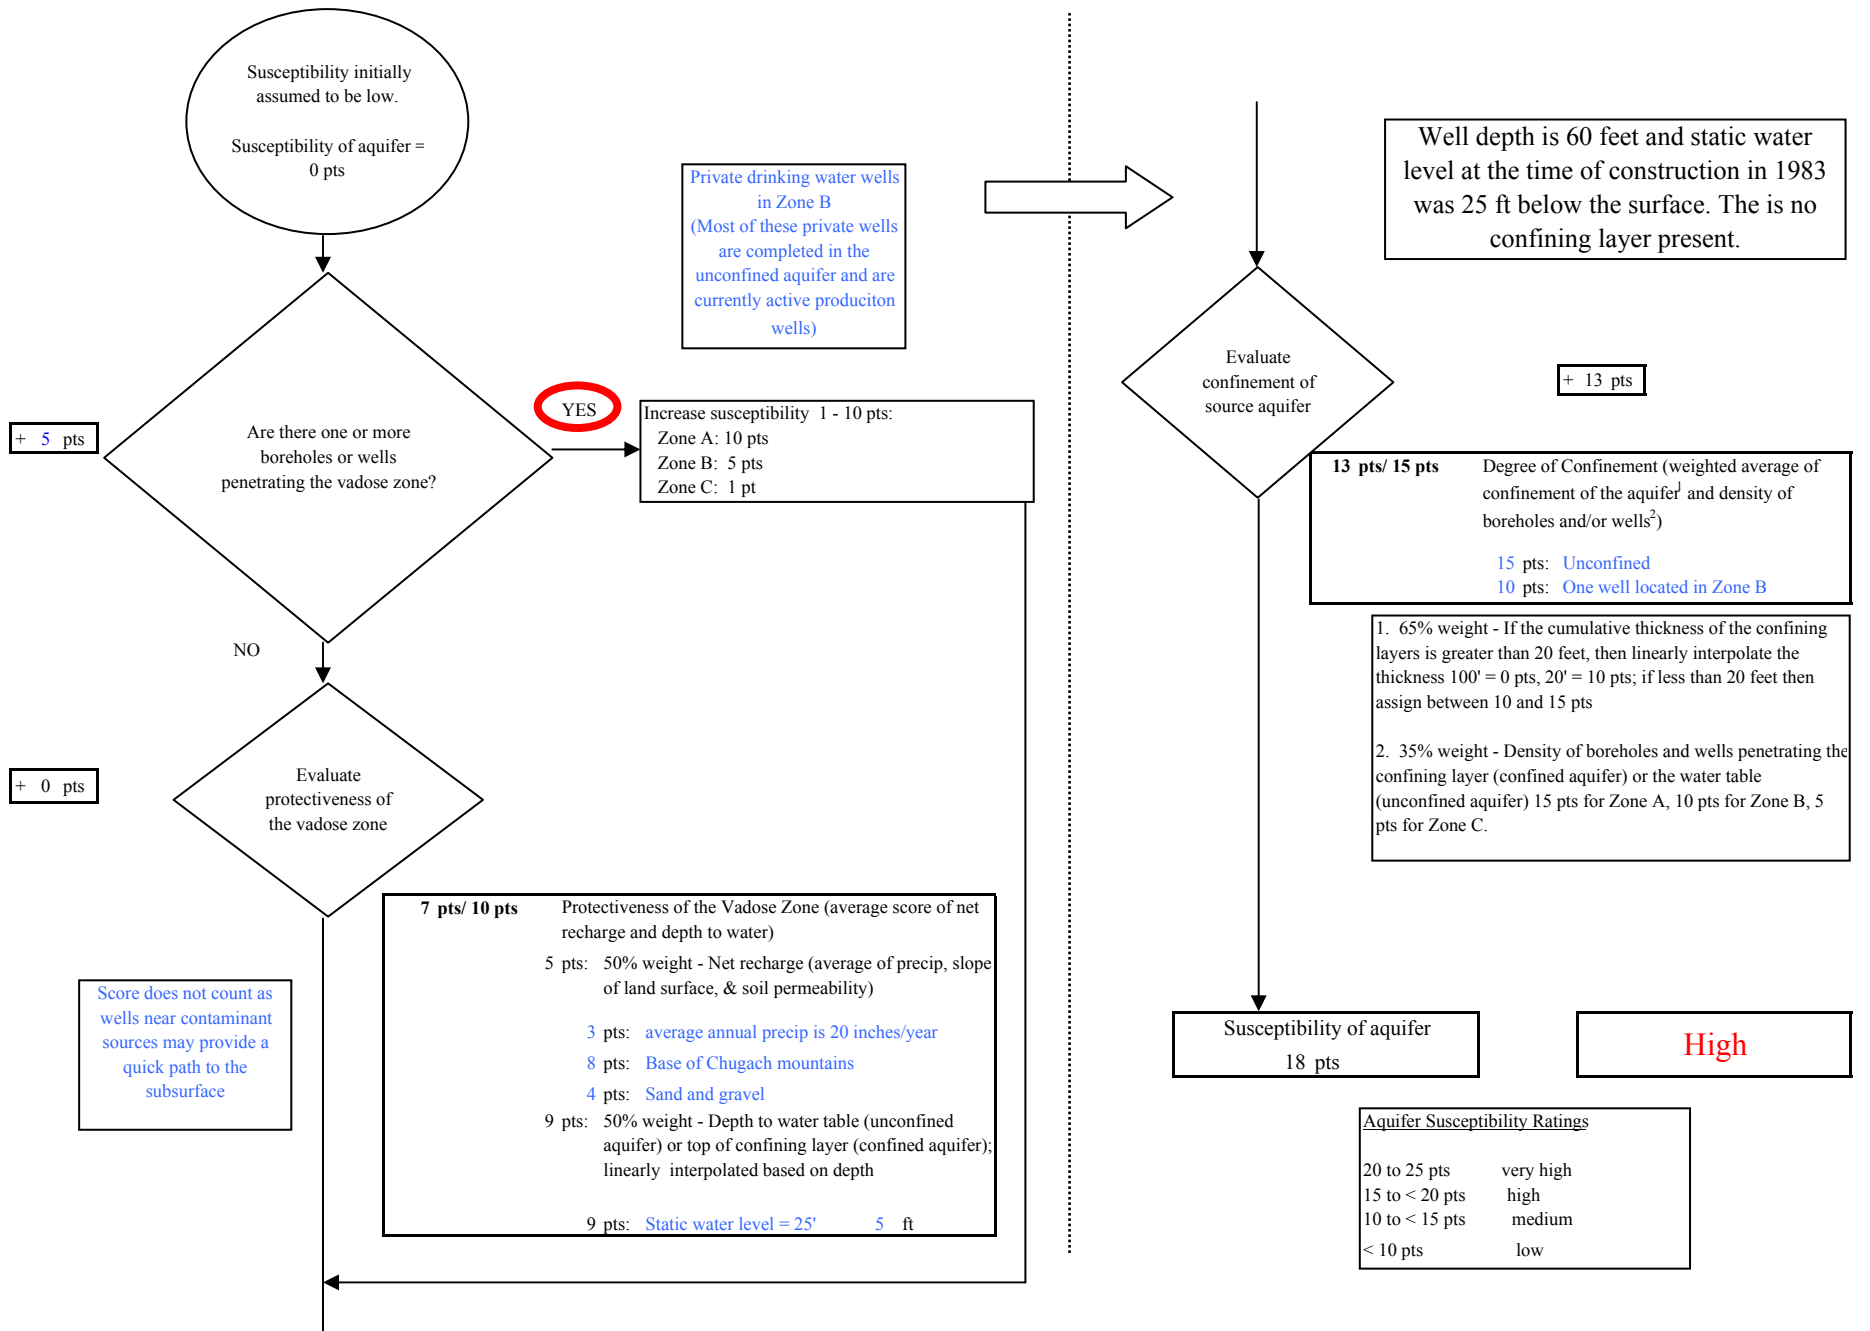 Susceptibility initially
assumed to be low.
Susceptibility of aquifer =
0 pts
Private drinking water wells
in Zone B
(Most of these private wells
are completed in the
unconfined aquifer and are
currently active produciton
wells)
+ 5 pts
Are there one or more
boreholes or wells
penetrating the vadose zone?
YES
Increase susceptibility 1 - 10 pts:
Zone A: 10 pts
Zone B: 5 pts
Zone C: 1 pt
NO
+ 0 pts
Evaluate
protectiveness of
the vadose zone
Score does not count as
wells near contaminant
sources may provide a
quick path to the
subsurface
7 pts/ 10 pts Protectiveness of the Vadose Zone (average score of net
recharge and depth to water)
5 pts: 50% weight - Net recharge (average of precip, slope
of land surface, & soil permeability)
3 pts: average annual precip is 20 inches/year
8 pts: Base of Chugach mountains
4 pts: Sand and gravel
9 pts: 50% weight - Depth to water table (unconfined
aquifer) or top of confining layer (confined aquifer);
linearly interpolated based on depth
9 pts: Static water level = 25' 5 ft
Well depth is 60 feet and static water
level at the time of construction in 1983
was 25 ft below the surface. The is no
confining layer present.
Evaluate
confinement of
source aquifer
+ 13 pts
13 pts/ 15 pts Degree of Confinement (weighted average of
confinement of the aquifer1 and density of
boreholes and/or wells2)
15 pts: Unconfined
10 pts: One well located in Zone B
1. 65% weight - If the cumulative thickness of the confining
layers is greater than 20 feet, then linearly interpolate the
thickness 100' = 0 pts, 20' = 10 pts; if less than 20 feet then
assign between 10 and 15 pts
2. 35% weight - Density of boreholes and wells penetrating the
confining layer (confined aquifer) or the water table
(unconfined aquifer) 15 pts for Zone A, 10 pts for Zone B, 5
pts for Zone C.
Susceptibility of aquifer
18 pts
High
Aquifer Susceptibility Ratings
20 to 25 pts very high
15 to < 20 pts high
10 to < 15 pts medium
< 10 pts low